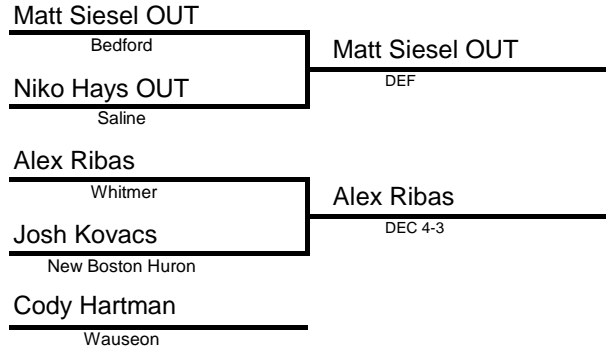 Matt Siesel OUT
Bedford
Matt Siesel OUT
DEF
Niko Hays OUT
Saline
Alex Ribas
Whitmer
Alex Ribas
DEC 4-3
Josh Kovacs
New Boston Huron
Cody Hartman
Wauseon